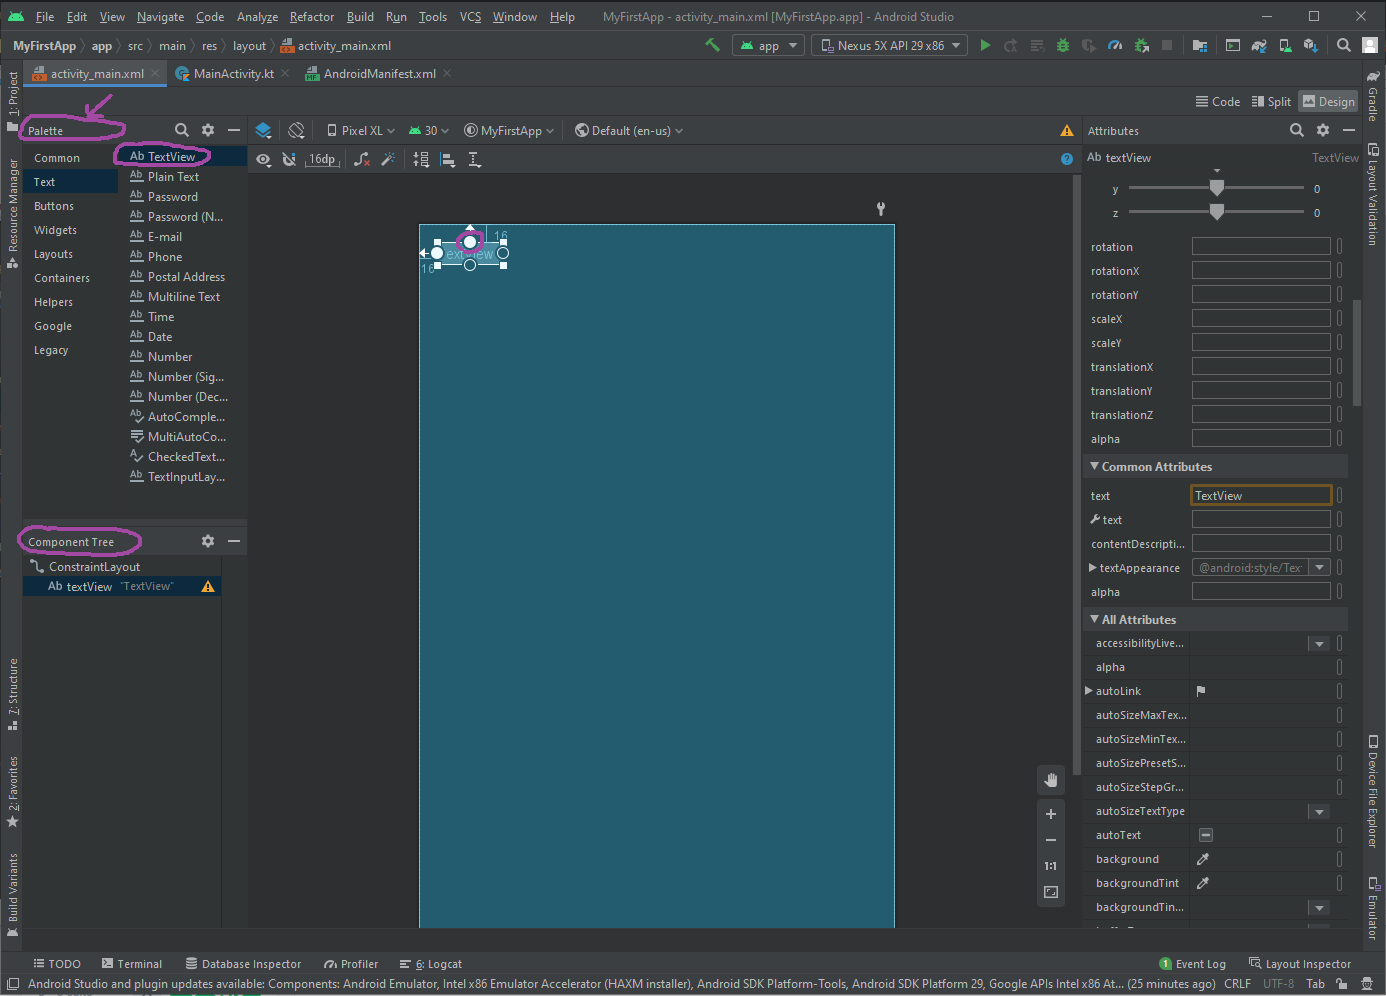 File Edit View Navigate Code Analyze Refactor Build Run Tools VCS Window Help MyFirstApp - activity_main.xml [MyFirstApp.app] - Android Studio
MyFirstApp app src main res layout activity_main.xml app Nexus 5X API 29 x86
activity_main.xml MainActivity.kt AndroidManifest.xml
Code Split Design
Palette Pixel XL 30 MyFirstApp Default (en-us) Attributes
Common
Text
Buttons
Widgets
Layouts
Containers
Helpers
Google
Legacy
Ab TextView
Ab Plain Text
Ab Password
Ab Password (N...
Ab E-mail
Ab Phone
Ab Postal Address
Ab Multiline Text
Ab Time
Ab Date
Ab Number
Ab Number (Sig...
Ab Number (Dec...
Ab AutoComple...
MultiAutoCo...
CheckedText...
Ab TextInputLay...
16dp
16
16
Component Tree
ConstraintLayout
Ab textView "TextView"
1:1
Ab textView TextView
y 0
z 0
rotation
rotationX
rotationY
scaleX
scaleY
translationX
translationY
translationZ
alpha
Common Attributes
text TextView
text
contentDescripti...
textAppearance @android:style/Tex
alpha
All Attributes
accessibilityLive...
alpha
autoLink
autoSizeMaxTex...
autoSizeMinTex...
autoSizePresetS...
autoSizeStepGr...
autoSizeTextType
autoText
background
backgroundTint
backgroundTin...
1: Project
Resource Manager
7: Structure
2: Favorites
Build Variants
Gradle
Layout Validation
Device File Explorer
Emulator
TODO Terminal Database Inspector Profiler 6: Logcat 1 Event Log Layout Inspector
Android Studio and plugin updates available: Components: Android Emulator, Intel x86 Emulator Accelerator (HAXM installer), Android SDK Platform-Tools, Android SDK Platform 29, Google APIs Intel x86 At... (25 minutes ago) CRLF UTF-8 Tab